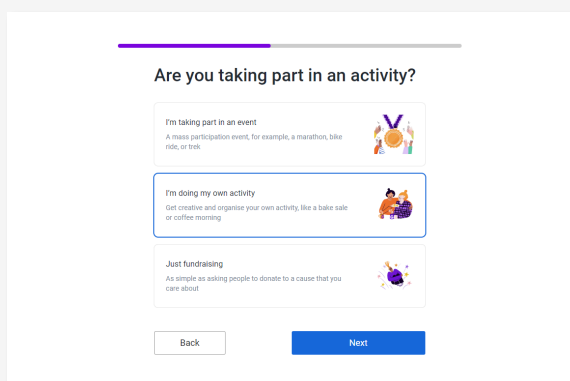 Are you taking part in an activity?
I'm taking part in an event
A mass participation event, for example, a marathon, bike
ride, or trek
I'm doing my own activity
Get creative and organise your own activity, like a bake sale
or coffee morning
Just fundraising
As simple as asking people to donate to a cause that you
care about
Back
Next